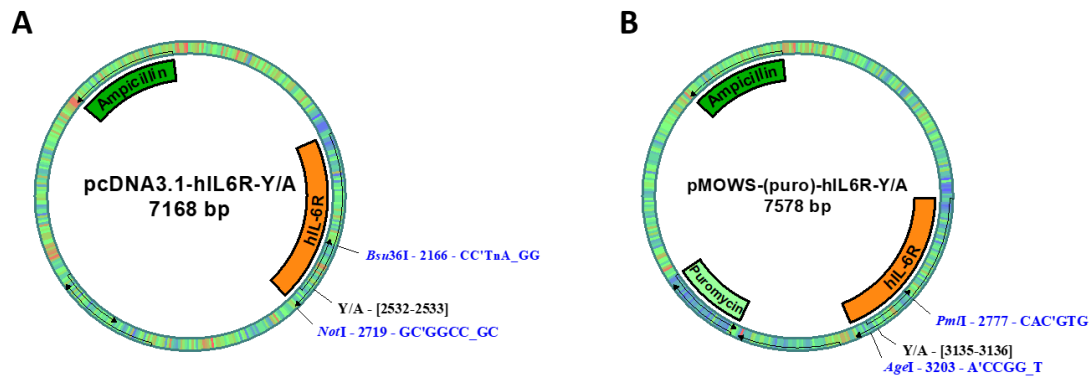 A
Ampicillin
pcDNA3.1-hIL6R-Y/A
7168 bp
hIL-6R
Bsu36I - 2166 - CC'TnA_GG
Y/A - [2532-2533]
NotI - 2719 - GC'GGCC_GC
B
Ampicillin
pMOWS-(puro)-hIL6R-Y/A
7578 bp
hIL-6R
Puromycin
PmlI - 2777 - CAC'GTG
Y/A - [3135-3136]
AgeI - 3203 - A'CCGG_T